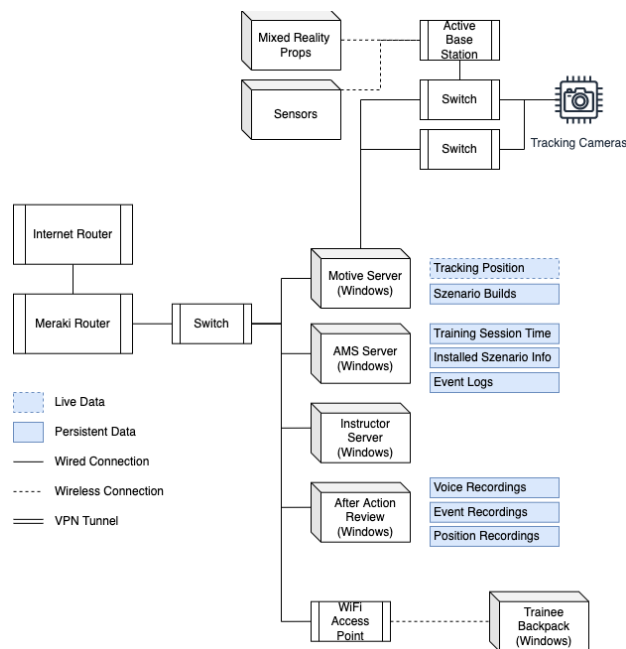 Mixed Reality
Props
Active
Base
Station
Sensors
Switch
Switch
Tracking Cameras
Internet Router
Meraki Router
Switch
Motive Server
(Windows)
Tracking Position
Szenario Builds
AMS Server
(Windows)
Training Session Time
Installed Szenario Info
Event Logs
Live Data
Persistent Data
Wired Connection
Wireless Connection
VPN Tunnel
Instructor
Server
(Windows)
After Action
Review
(Windows)
Voice Recordings
Event Recordings
Position Recordings
WiFi
Access
Point
Trainee
Backpack
(Windows)